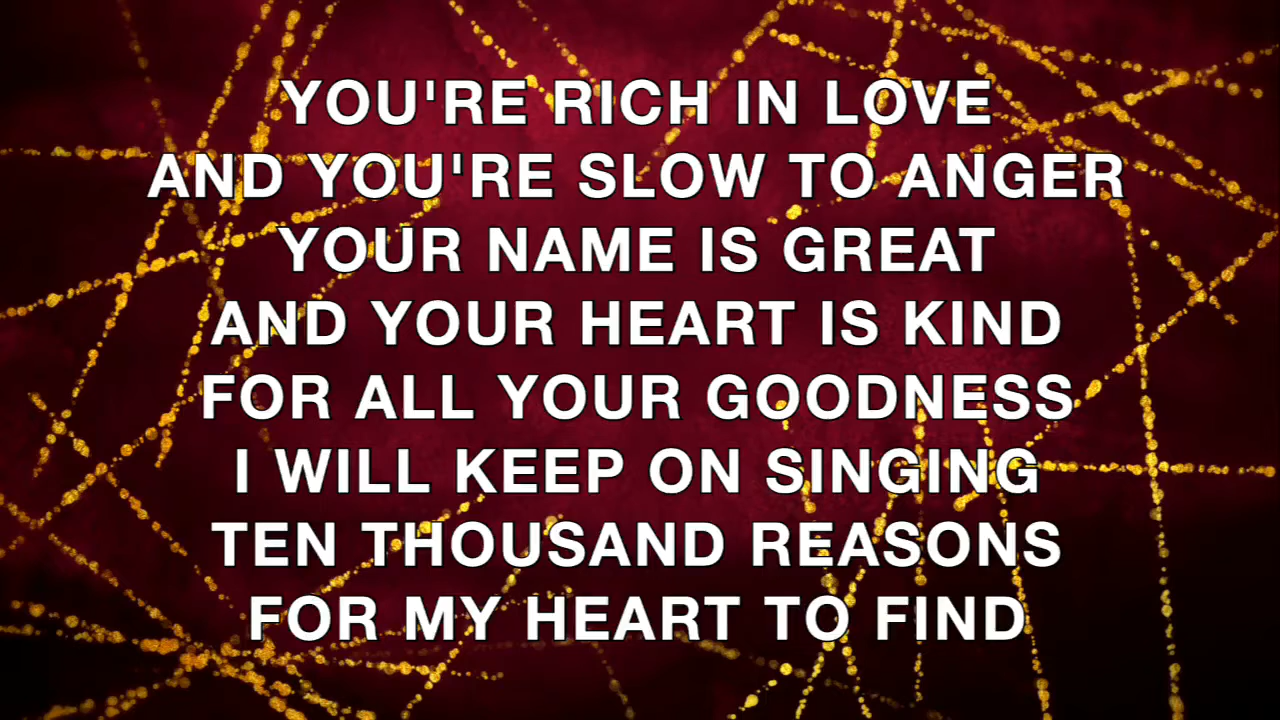 YOU'RE RICH IN LOVE
AND YOU'RE SLOW TO ANGER
YOUR NAME IS GREAT
AND YOUR HEART IS KIND
FOR ALL YOUR GOODNESS
I WILL KEEP ON SINGING
TEN THOUSAND REASONS
FOR MY HEART TO FIND